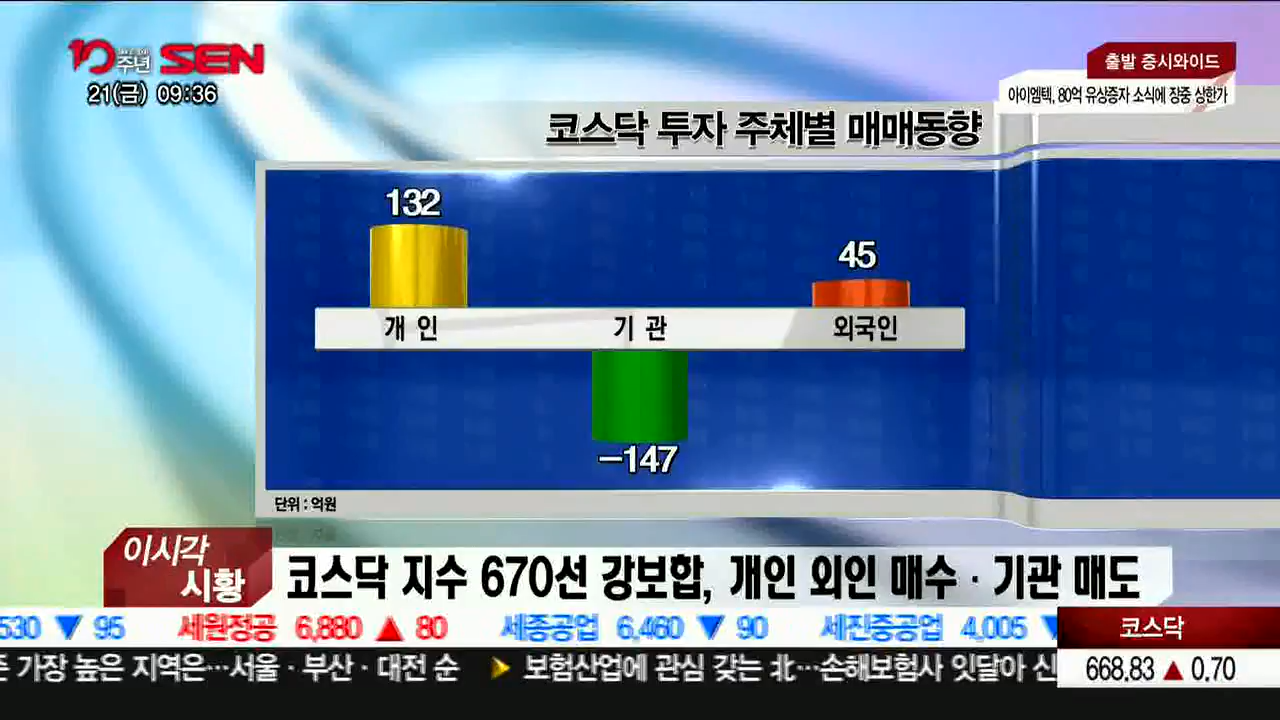 10주년 SEN
21(금) 09:36
출발 증시와이드
아이엠텍, 80억 유상증자 소식에 장중 상한가
코스닥 투자 주체별 매매동향
132
45
개 인
기 관
외국인
-147
단위 : 억원
이시각
시황
코스닥 지수 670선 강보합, 개인 외인 매수 · 기관 매도
530 ▼ 95 세원정공 6,880 ▲ 80 세종공업 6,460 ▼ 90 세진중공업 4,005 ▼
코스닥
가장 높은 지역은…서울 · 부산 · 대전 순 ▶ 보험산업에 관심 갖는 北…손해보험사 잇달아 신
668.83 ▲ 0.70